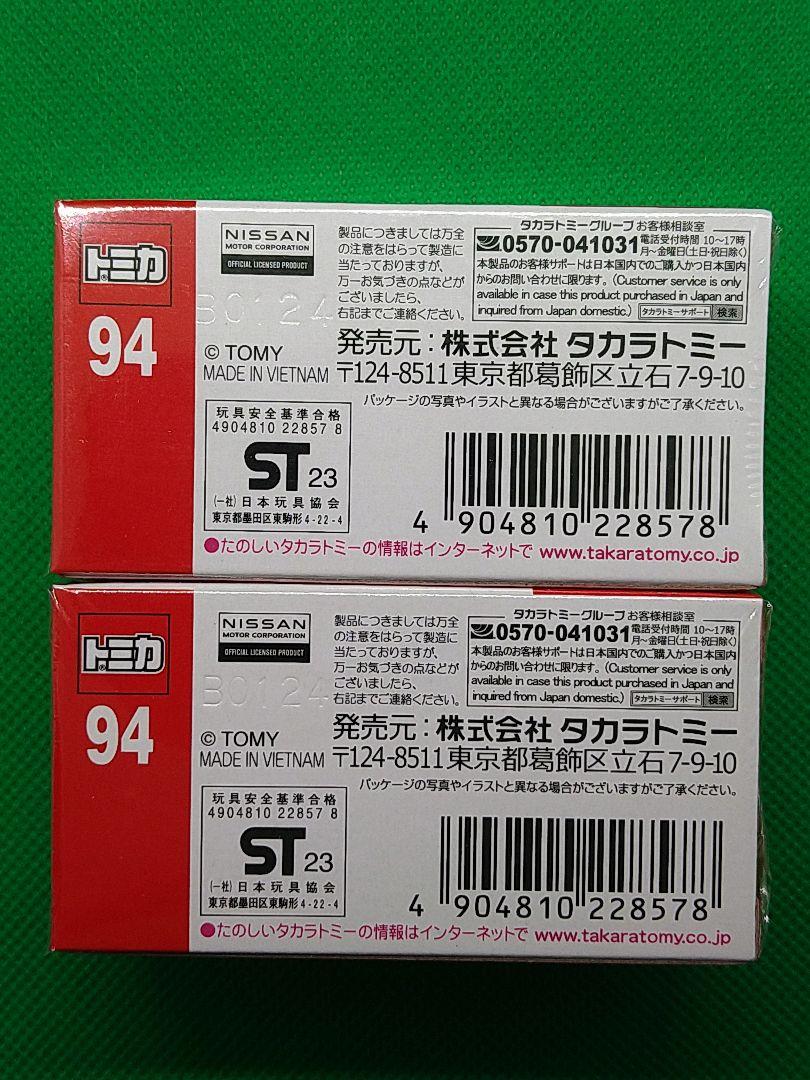 トミカ
94
NISSAN
MOTOR CORPORATION
OFFICIAL LICENSED PRODUCT
B0124
© TOMY
MADE IN VIETNAM
製品につきましては万全
の注意をはらって製造に
当たっておりますが、
万一お気づきの点などが
ございましたら、
右記までご連絡ください。
タカラトミーグループ お客様相談室
0570-041031 電話受付時間 10〜17時
月〜金曜日(土・日・祝日除く)
本製品のお客様サポートは日本国内でのご購入かつ日本国内
からのお問い合わせに限ります。(Customer service is only
available in case this product purchased in Japan and
inquired from Japan domestic.) タカラトミーサポート 検索
発売元：株式会社 タカラトミー
〒124-8511 東京都葛飾区立石 7-9-10
パッケージの写真やイラストと異なる場合がございますがご了承ください。
玩具安全基準合格
4904810 22857 8
ST 23
(一社)日本玩具協会
東京都墨田区東駒形 4-22-4
4 904810 228578
●たのしいタカラトミーの情報はインターネットで www.takaratomy.co.jp
トミカ
94
NISSAN
MOTOR CORPORATION
OFFICIAL LICENSED PRODUCT
B0124
© TOMY
MADE IN VIETNAM
製品につきましては万全
の注意をはらって製造に
当たっておりますが、
万一お気づきの点などが
ございましたら、
右記までご連絡ください。
タカラトミーグループ お客様相談室
0570-041031 電話受付時間 10〜17時
月〜金曜日(土・日・祝日除く)
本製品のお客様サポートは日本国内でのご購入かつ日本国内
からのお問い合わせに限ります。(Customer service is only
available in case this product purchased in Japan and
inquired from Japan domestic.) タカラトミーサポート 検索
発売元：株式会社 タカラトミー
〒124-8511 東京都葛飾区立石 7-9-10
パッケージの写真やイラストと異なる場合がございますがご了承ください。
玩具安全基準合格
4904810 22857 8
ST 23
(一社)日本玩具協会
東京都墨田区東駒形 4-22-4
4 904810 228578
●たのしいタカラトミーの情報はインターネットで www.takaratomy.co.jp